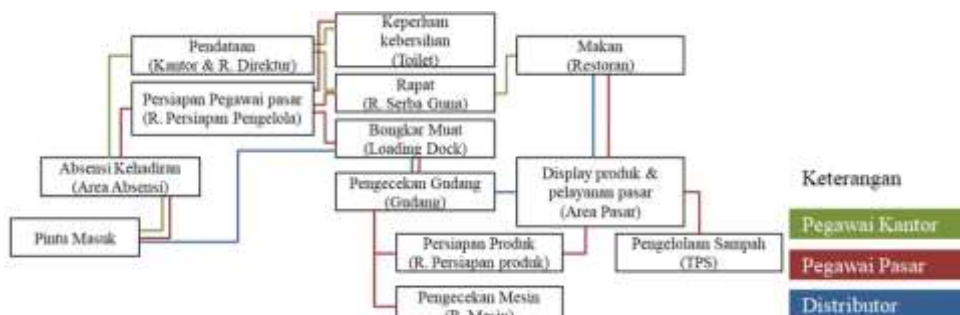 Pendataan
(Kantor & R. Direktur)
Keperluan
kebersihan
(Toilet)
Makan
(Restoran)
Persiapan Pegawai pasar
(R. Persiapan Pengelola)
Rapat
(R. Serba Guna)
Bongkar Muat
(Loading Dock)
Absensi Kehadiran
(Area Absensi)
Pengecekan Gudang
(Gudang)
Display produk &
pelayanan pasar
(Area Pasar)
Pintu Masuk
Persiapan Produk
(R. Persiapan produk)
Pengelolaan Sampah
(TPS)
Pengecekan Mesin
(R. Mesin)
Keterangan
Pegawai Kantor
Pegawai Pasar
Distributor